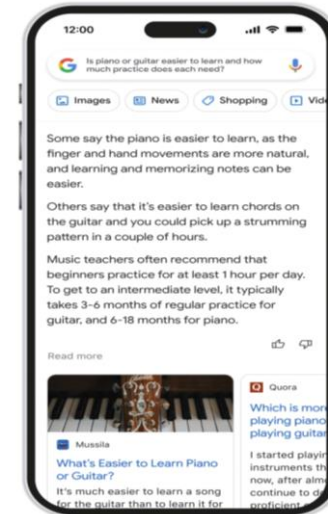 12:00
Is piano or guitar easier to learn and how
much practice does each need?
Images News Shopping Vid
Some say the piano is easier to learn, as the
finger and hand movements are more natural,
and learning and memorizing notes can be
easier.
Others say that it's easier to learn chords on
the guitar and you could pick up a strumming
pattern in a couple of hours.
Music teachers often recommend that
beginners practice for at least 1 hour per day.
To get to an intermediate level, it typically
takes 3-6 months of regular practice for
guitar, and 6-18 months for piano.
Read more
Mussila
What's Easier to Learn Piano
or Guitar?
It's much easier to learn a song
for the guitar than to learn it for
Quora
Which is mor
playing piano
playing guitar
I started playin
instruments th
now, after alm
continue to d
proficient